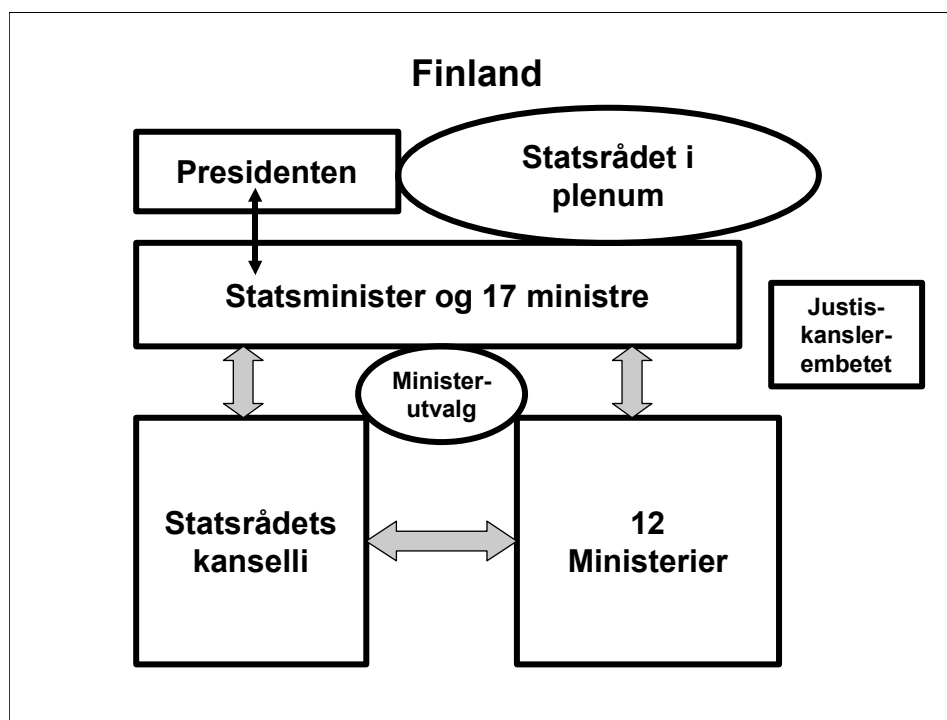 Finland
Presidenten
Statsrådet i
plenum
Statsminister og 17 ministre
Justis-
kansler-
embetet
Minister-
utvalg
Statsrådets
kanselli
12
Ministerier